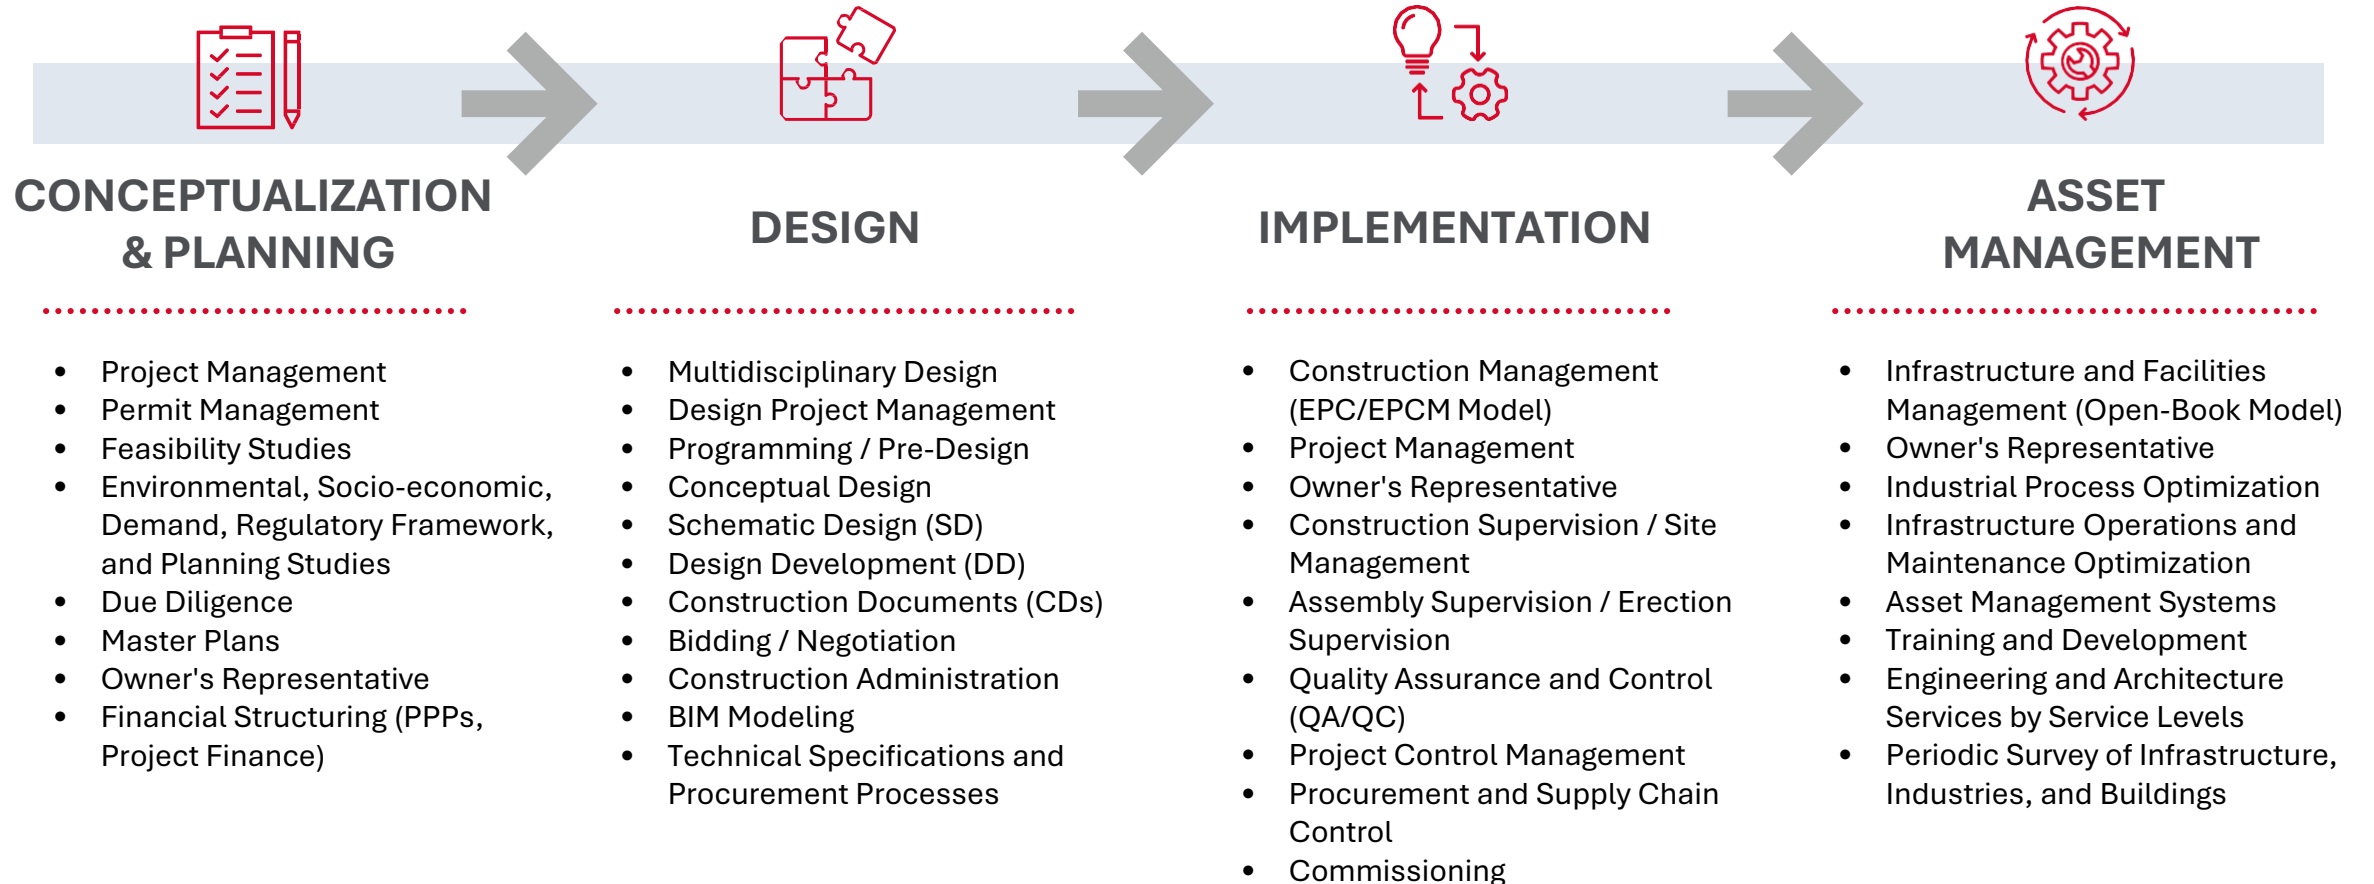 CONCEPTUALIZATION
& PLANNING
• Project Management
• Permit Management
• Feasibility Studies
• Environmental, Socio-economic,
Demand, Regulatory Framework,
and Planning Studies
• Due Diligence
• Master Plans
• Owner's Representative
• Financial Structuring (PPPs,
Project Finance)
DESIGN
• Multidisciplinary Design
• Design Project Management
• Programming / Pre-Design
• Conceptual Design
• Schematic Design (SD)
• Design Development (DD)
• Construction Documents (CDs)
• Bidding / Negotiation
• Construction Administration
• BIM Modeling
• Technical Specifications and
Procurement Processes
IMPLEMENTATION
• Construction Management
(EPC/EPCM Model)
• Project Management
• Owner's Representative
• Construction Supervision / Site
Management
• Assembly Supervision / Erection
Supervision
• Quality Assurance and Control
(QA/QC)
• Project Control Management
• Procurement and Supply Chain
Control
• Commissioning
ASSET
MANAGEMENT
• Infrastructure and Facilities
Management (Open-Book Model)
• Owner's Representative
• Industrial Process Optimization
• Infrastructure Operations and
Maintenance Optimization
• Asset Management Systems
• Training and Development
• Engineering and Architecture
Services by Service Levels
• Periodic Survey of Infrastructure,
Industries, and Buildings